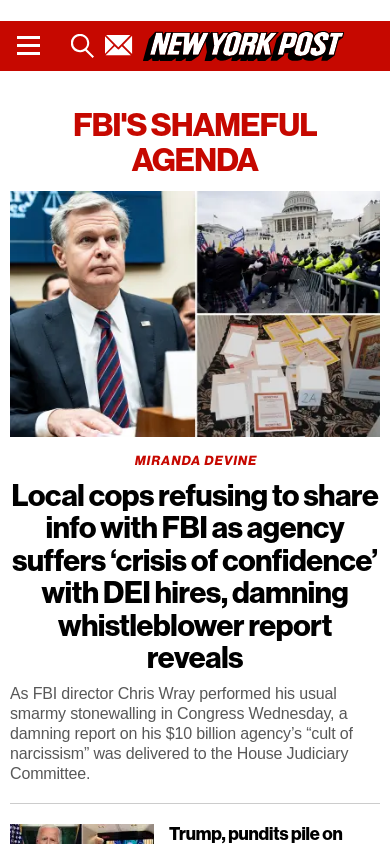 NEW YORK POST
FBI'S SHAMEFUL
AGENDA
2A
MIRANDA DEVINE
Local cops refusing to share
info with FBI as agency
suffers ‘crisis of confidence’
with DEI hires, damning
whistleblower report
reveals
As FBI director Chris Wray performed his usual
smarmy stonewalling in Congress Wednesday, a
damning report on his $10 billion agency’s “cult of
narcissism” was delivered to the House Judiciary
Committee.
Trump, pundits pile on